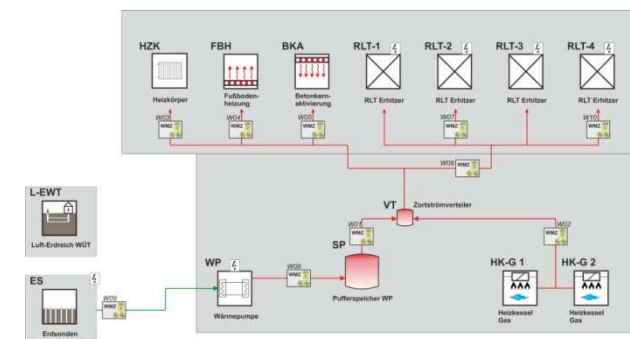 HZK FBH BKA RLT-1 RLT-2 RLT-3 RLT-4
Heizkörper Fußboden-
heizung Betonkern-
aktivierung RLT Erhitzer RLT Erhitzer RLT Erhitzer RLT Erhitzer
W03 W04 W05 W07 W10
WMZ WMZ WMZ WMZ WMZ
W06
WMZ
L-EWT
Luft-Erdreich WÜT
VT Zortströmverteiler
W01 W02
WMZ WMZ
SP
Pufferspeicher WP
WP
Wärmepumpe
W08
WMZ
HK-G 1 HK-G 2
Heizkessel
Gas
Heizkessel
Gas
ES
Erdsonden
W09
WMZ